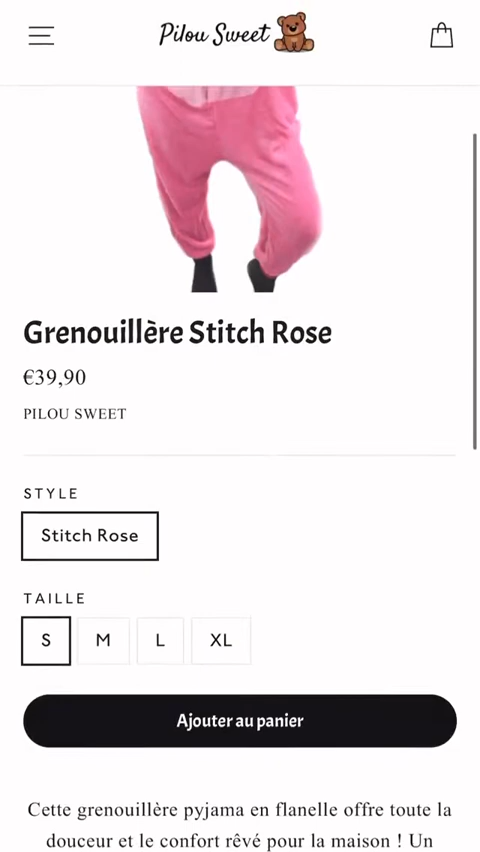 Pilou Sweet
Grenouillère Stitch Rose
€39,90
PILOU SWEET
STYLE
Stitch Rose
TAILLE
S M L XL
Ajouter au panier
Cette grenouillère pyjama en flanelle offre toute la
douceur et le confort rêvé pour la maison ! Un